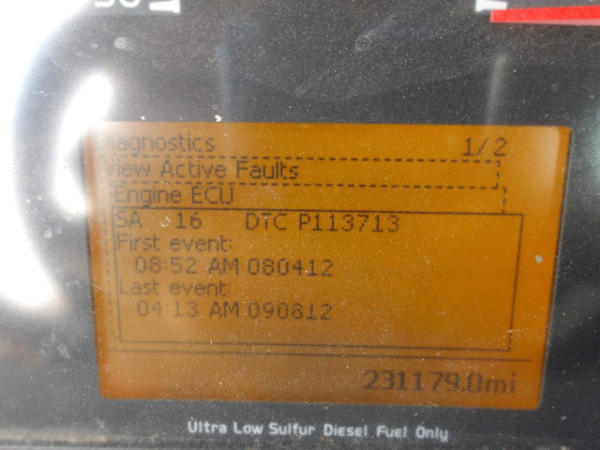 Diagnostics 1/2
View Active Faults
Engine ECU
SA 16 DTC P113713
First event:
08:52 AM 080412
Last event:
04:13 AM 090812
231179.0mi
Ultra Low Sulfur Diesel Fuel Only